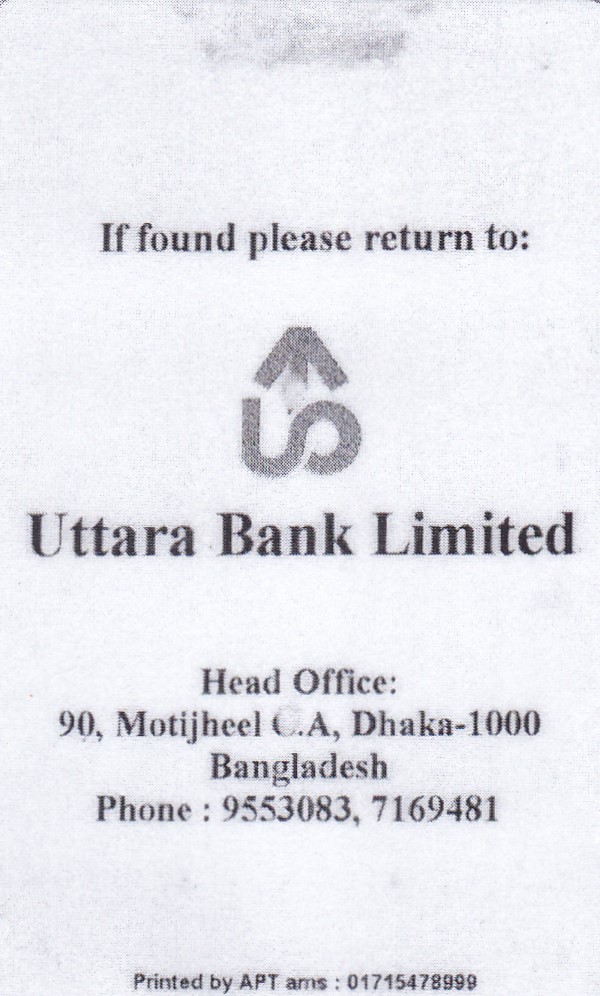 If found please return to:
Uttara Bank Limited
Head Office:
90, Motijheel C.A, Dhaka-1000
Bangladesh
Phone : 9553083, 7169481
Printed by APT ams : 01715478999